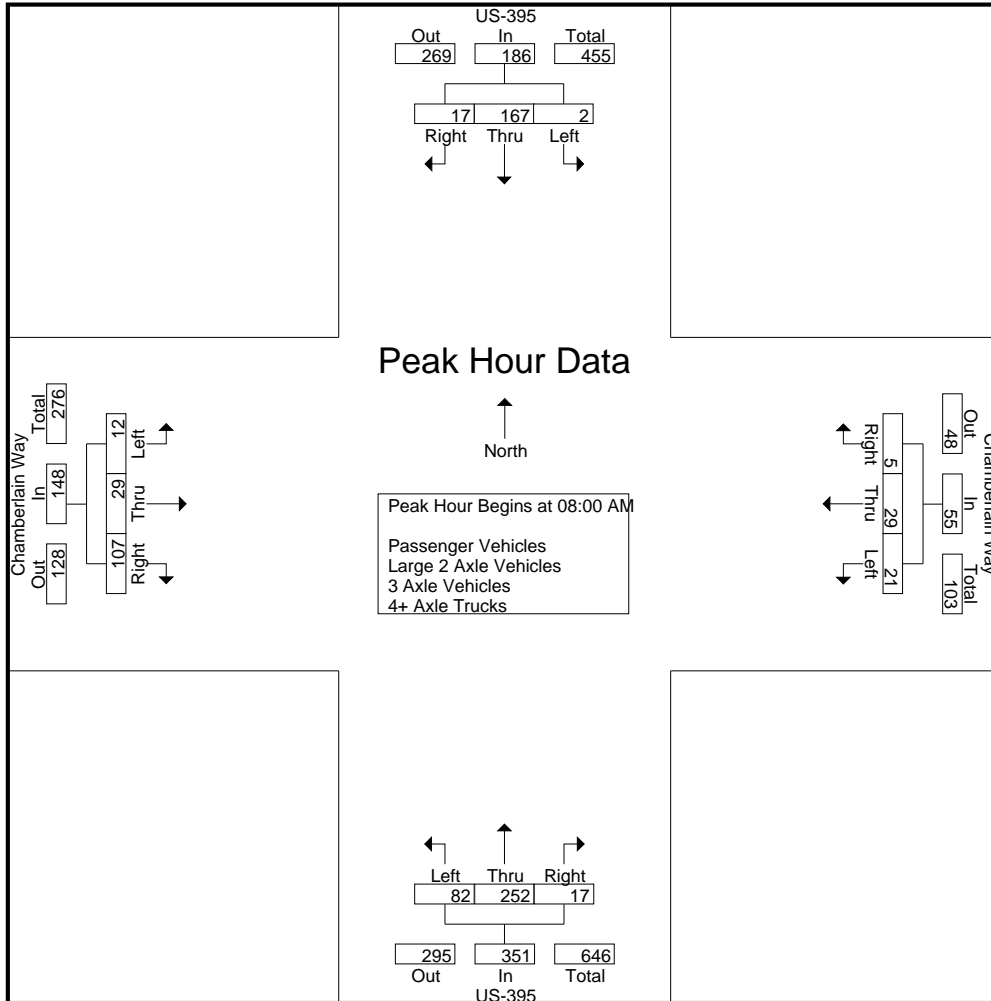 US-395
Out In Total
269 186 455
17 167 2
Right Thru Left
Peak Hour Data
North
Peak Hour Begins at 08:00 AM
Passenger Vehicles
Large 2 Axle Vehicles
3 Axle Vehicles
4+ Axle Trucks
Chamberlain Way
Out In Total
128 148 276
12 29 107
Left Thru Right
Chamberlain Way
Out In Total
48 55 103
5 29 21
Right Thru Left
Left Thru Right
82 252 17
295 351 646
Out In Total
US-395